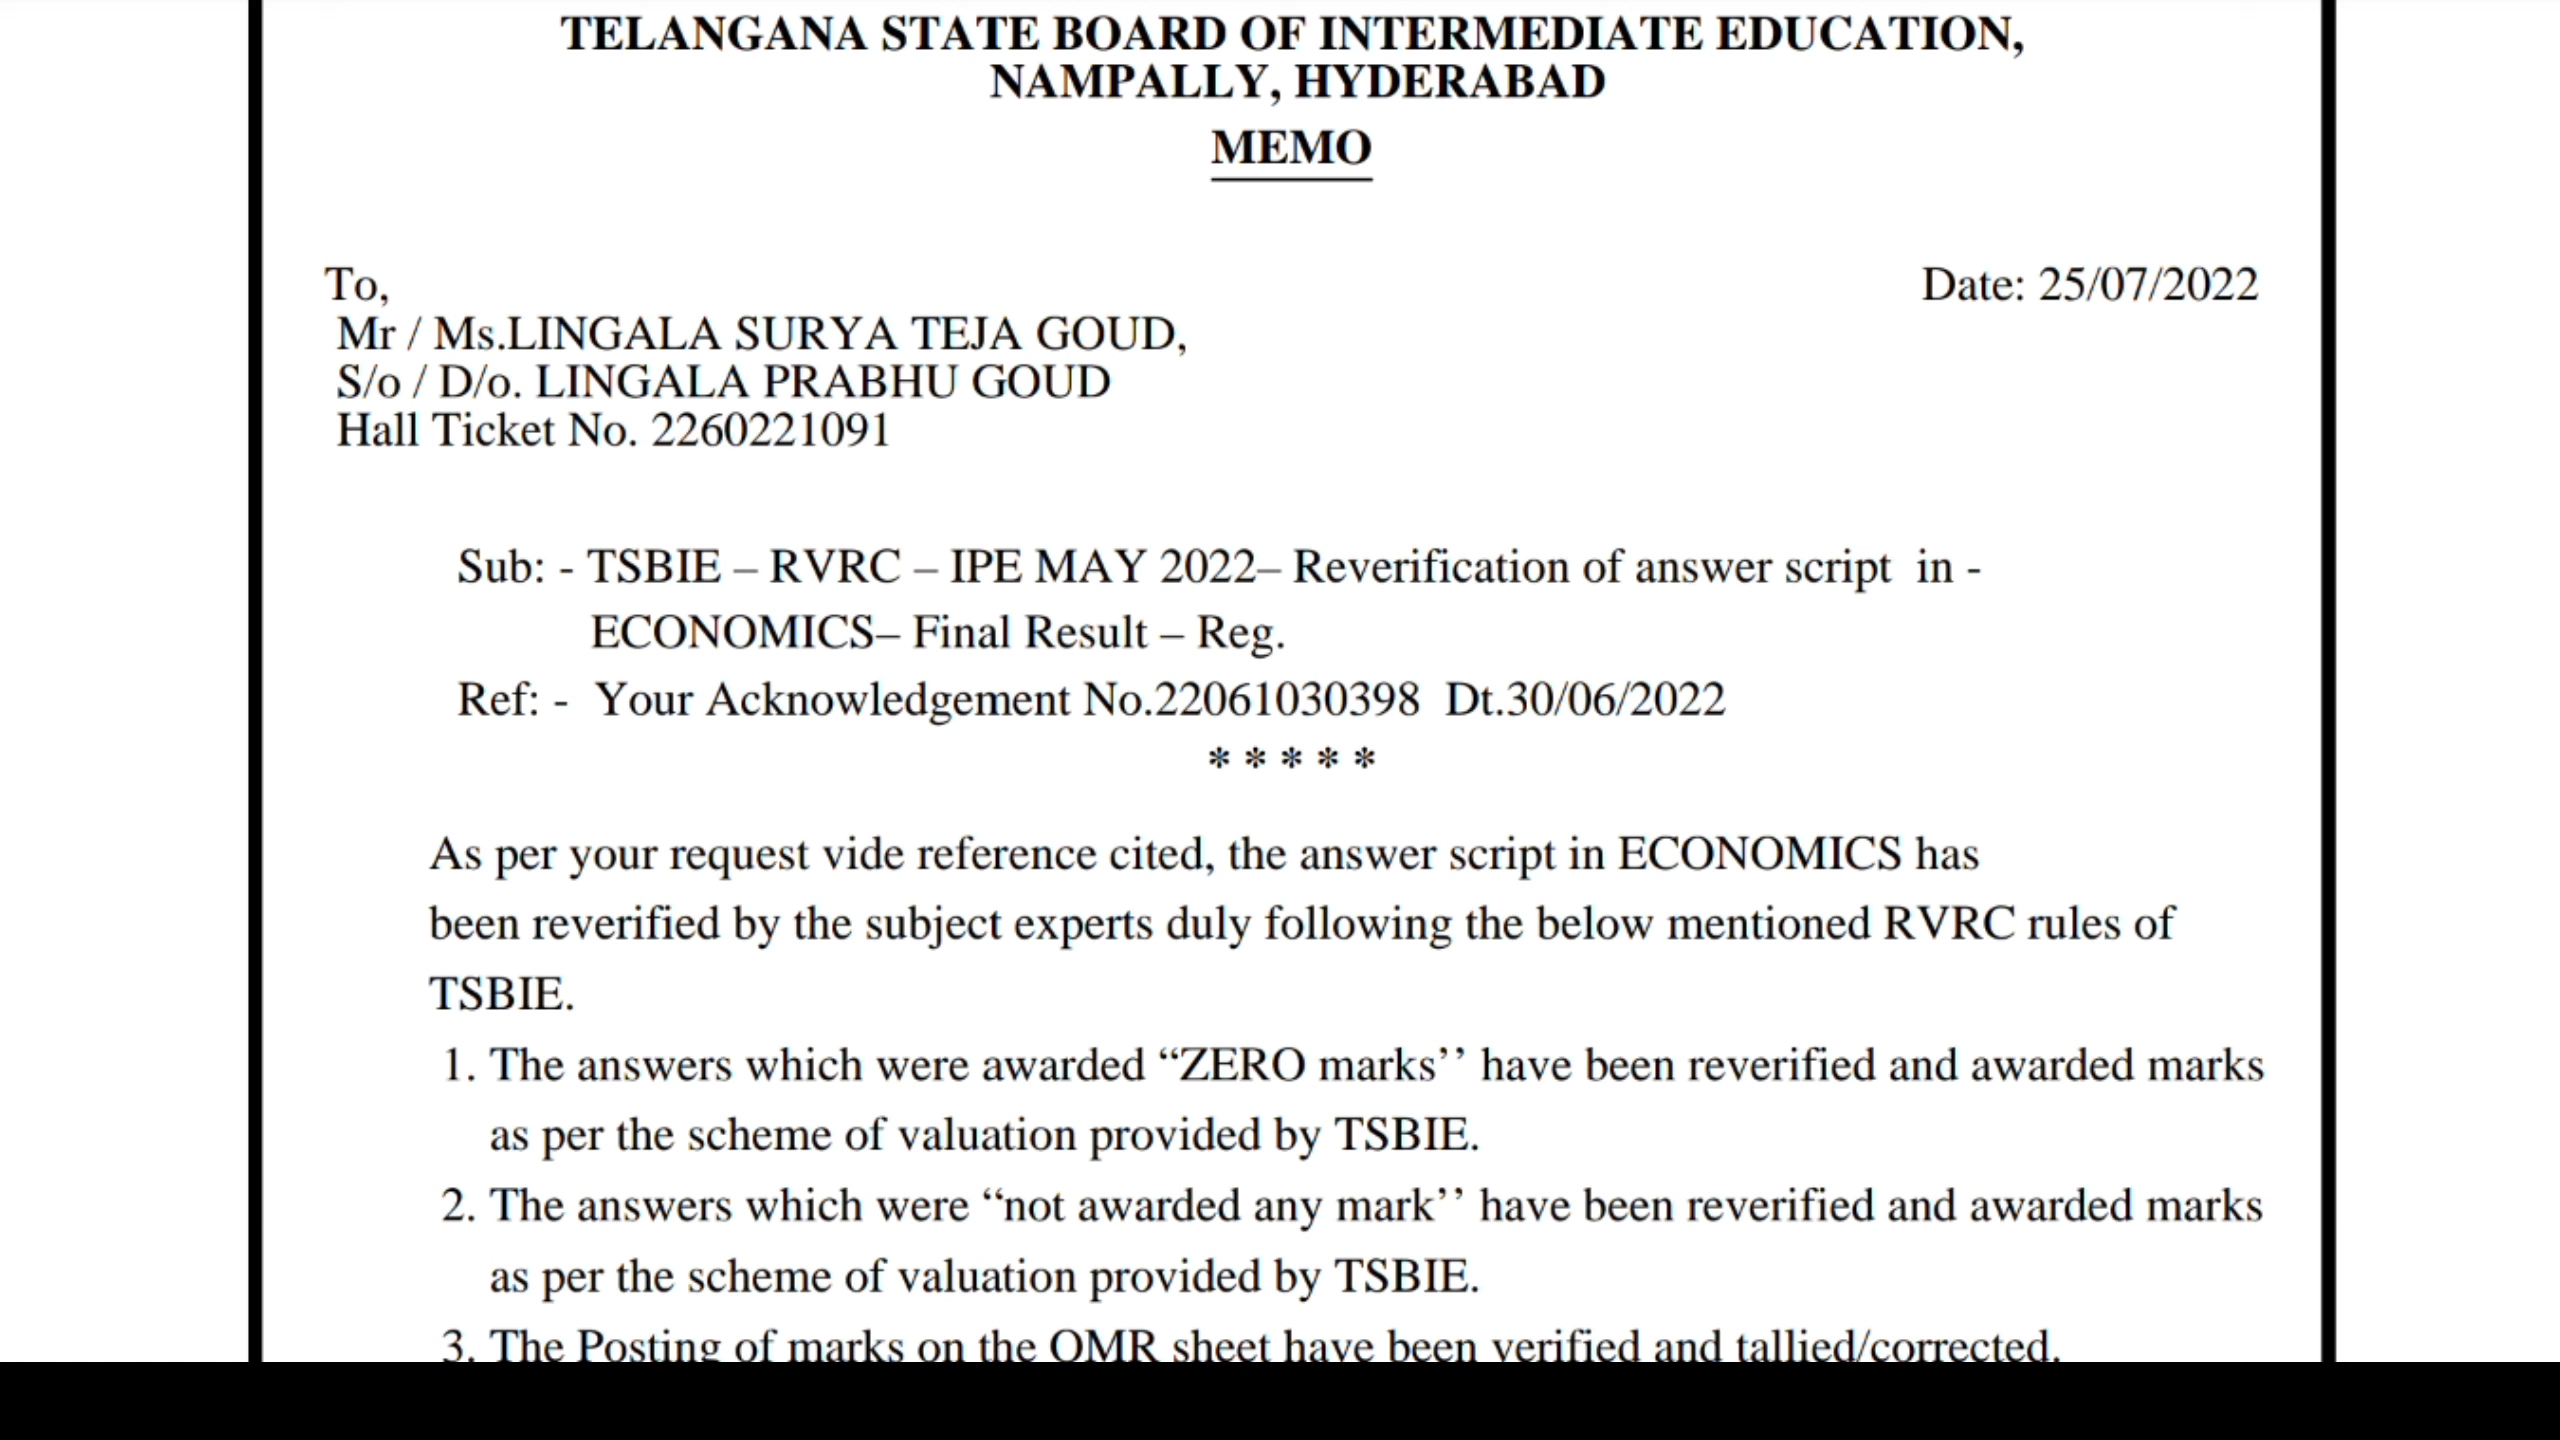 TELANGANA STATE BOARD OF INTERMEDIATE EDUCATION,
NAMPALLY, HYDERABAD
MEMO
To,
Date: 25/07/2022
Mr / Ms.LINGALA SURYA TEJA GOUD,
S/o / D/o. LINGALA PRABHU GOUD
Hall Ticket No. 2260221091
Sub: - TSBIE – RVRC – IPE MAY 2022– Reverification of answer script  in -
ECONOMICS– Final Result – Reg.
Ref: -  Your Acknowledgement No.22061030398  Dt.30/06/2022
* * * * *
As per your request vide reference cited, the answer script in ECONOMICS has
been reverified by the subject experts duly following the below mentioned RVRC rules of
TSBIE.
1. The answers which were awarded “ZERO marks’’ have been reverified and awarded marks
as per the scheme of valuation provided by TSBIE.
2. The answers which were “not awarded any mark’’ have been reverified and awarded marks
as per the scheme of valuation provided by TSBIE.
3. The Posting of marks on the OMR sheet have been verified and tallied/corrected.